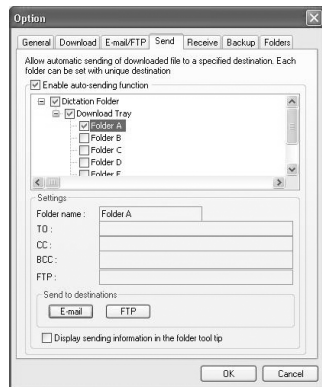 Option
General Download E-mail/FTP Send Receive Backup Folders
Allow automatic sending of downloaded file to a specified destination. Each
folder can be set with unique destination
Enable auto-sending function
Dictation Folder
Download Tray
Folder A
Folder B
Folder C
Folder D
Folder E
Settings
Folder name : Folder A
TO :
CC :
BCC :
FTP :
Send to destinations
E-mail FTP
Display sending information in the folder tool tip
OK Cancel